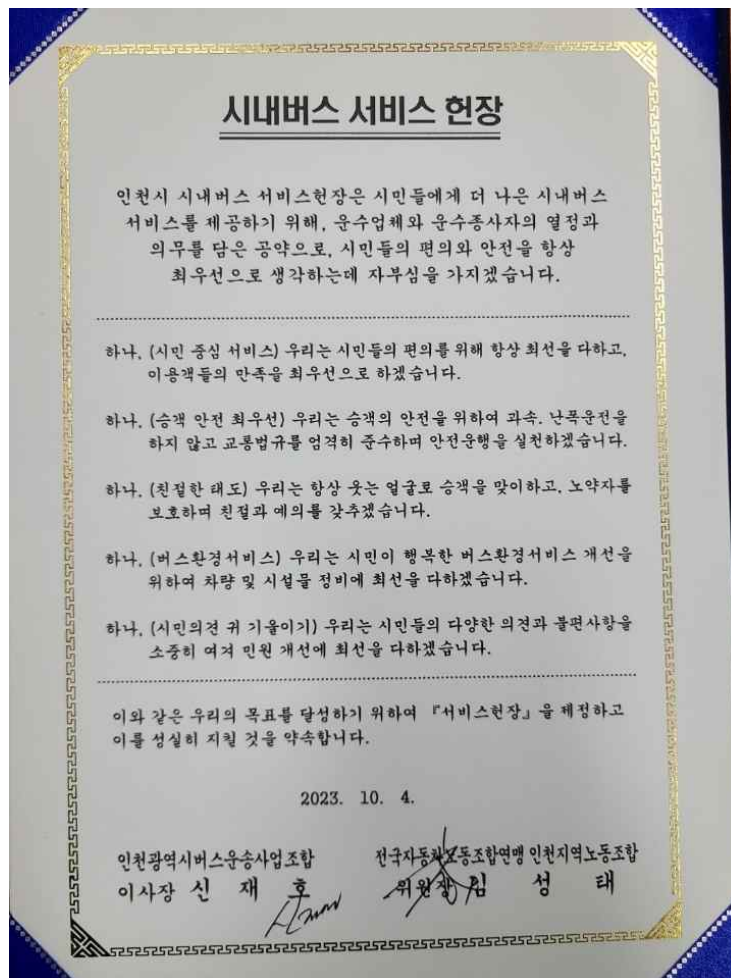 시내버스 서비스 헌장
인천시 시내버스 서비스헌장은 시민들에게 더 나은 시내버스
서비스를 제공하기 위해, 운수업체와 운수종사자의 열정과
의무를 담은 공약으로, 시민들의 편의와 안전을 항상
최우선으로 생각하는데 자부심을 가지겠습니다.
하나, (시민 중심 서비스) 우리는 시민들의 편의를 위해 항상 최선을 다하고,
이용객들의 만족을 최우선으로 하겠습니다.
하나, (승객 안전 최우선) 우리는 승객의 안전을 위하여 과속, 난폭운전을
하지 않고 교통법규를 엄격히 준수하며 안전운행을 실천하겠습니다.
하나, (친절한 태도) 우리는 항상 웃는 얼굴로 승객을 맞이하고, 노약자를
보호하며 친절과 예의를 갖추겠습니다.
하나, (버스환경서비스) 우리는 시민이 행복한 버스환경서비스 개선을
위하여 차량 및 시설물 정비에 최선을 다하겠습니다.
하나, (시민의견 귀 기울이기) 우리는 시민들의 다양한 의견과 불편사항을
소중히 여겨 민원 개선에 최선을 다하겠습니다.
이와 같은 우리의 목표를 달성하기 위하여 『서비스헌장』을 제정하고
이를 성실히 지킬 것을 약속합니다.
2023. 10. 4.
인천광역시버스운송사업조합
이사장 신 재 호
전국자동차노동조합연맹 인천지역노동조합
위원장 임 성 태